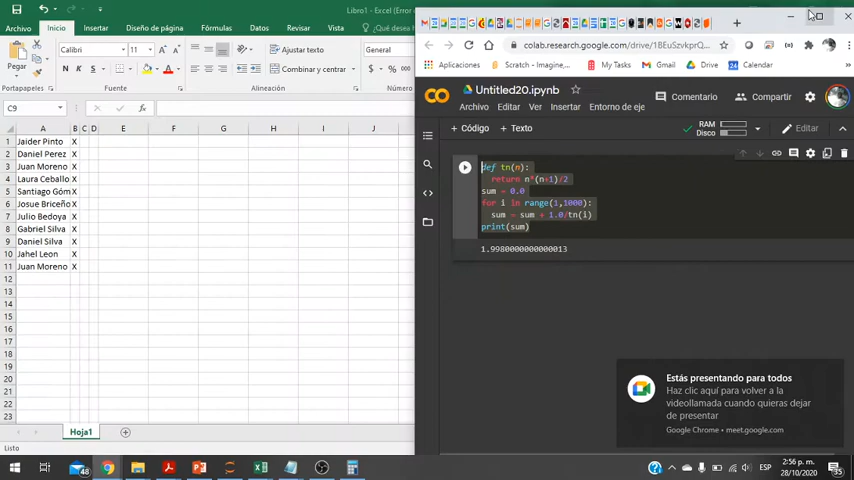 Libro1 - Excel (Error
Archivo Inicio Insertar Diseño de página Fórmulas Datos Revisar Vista
Pegar Calibri 11 Ajustar texto
N K S Combinar y centrar $ %
Portapapeles Fuente Alineación
C9 fx
A B C D E F G H I J
1 Jaider Pinto X
2 Daniel Perez X
3 Juan Moreno X
4 Laura Ceballo X
5 Santiago Góm X
6 Josue Briceño X
7 Julio Bedoya X
8 Gabriel Silva X
9 Daniel Silva X
10 Jahel Leon X
11 Juan Moreno X
12
13
14
15
16
17
18
19
20
21
22
23
Hoja1
Listo
colab.research.google.com/drive/1BEuSzvkprQ
Aplicaciones Scratch - Imagine,... My Tasks Gmail Drive Calendar
Untitled20.ipynb
Archivo Editar Ver Insertar Entorno de eje
Comentario Compartir
+ Código + Texto
RAM
Disco
Editar
def tn(n):
return n*(n+1)/2
sum = 0.0
for i in range(1,1000):
sum = sum + 1.0/tn(i)
print(sum)
1.9980000000000013
Estás presentando para todos
Haz clic aquí para volver a la
videollamada cuando quieras dejar
de presentar
Google Chrome • meet.google.com
48
ESP
2:56 p. m.
28/10/2020
35